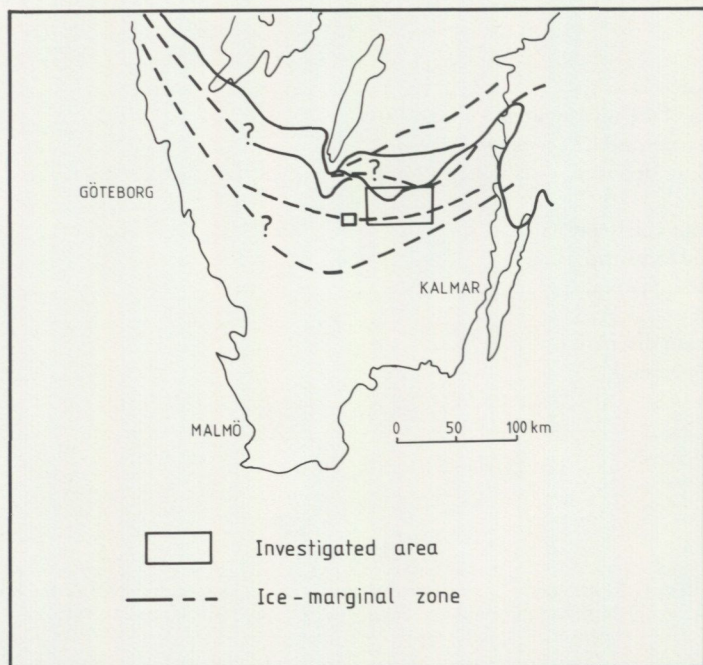 ?
?
GÖTEBORG
?
KALMAR
MALMÖ
0 50 100 km
Investigated area
Ice-marginal zone